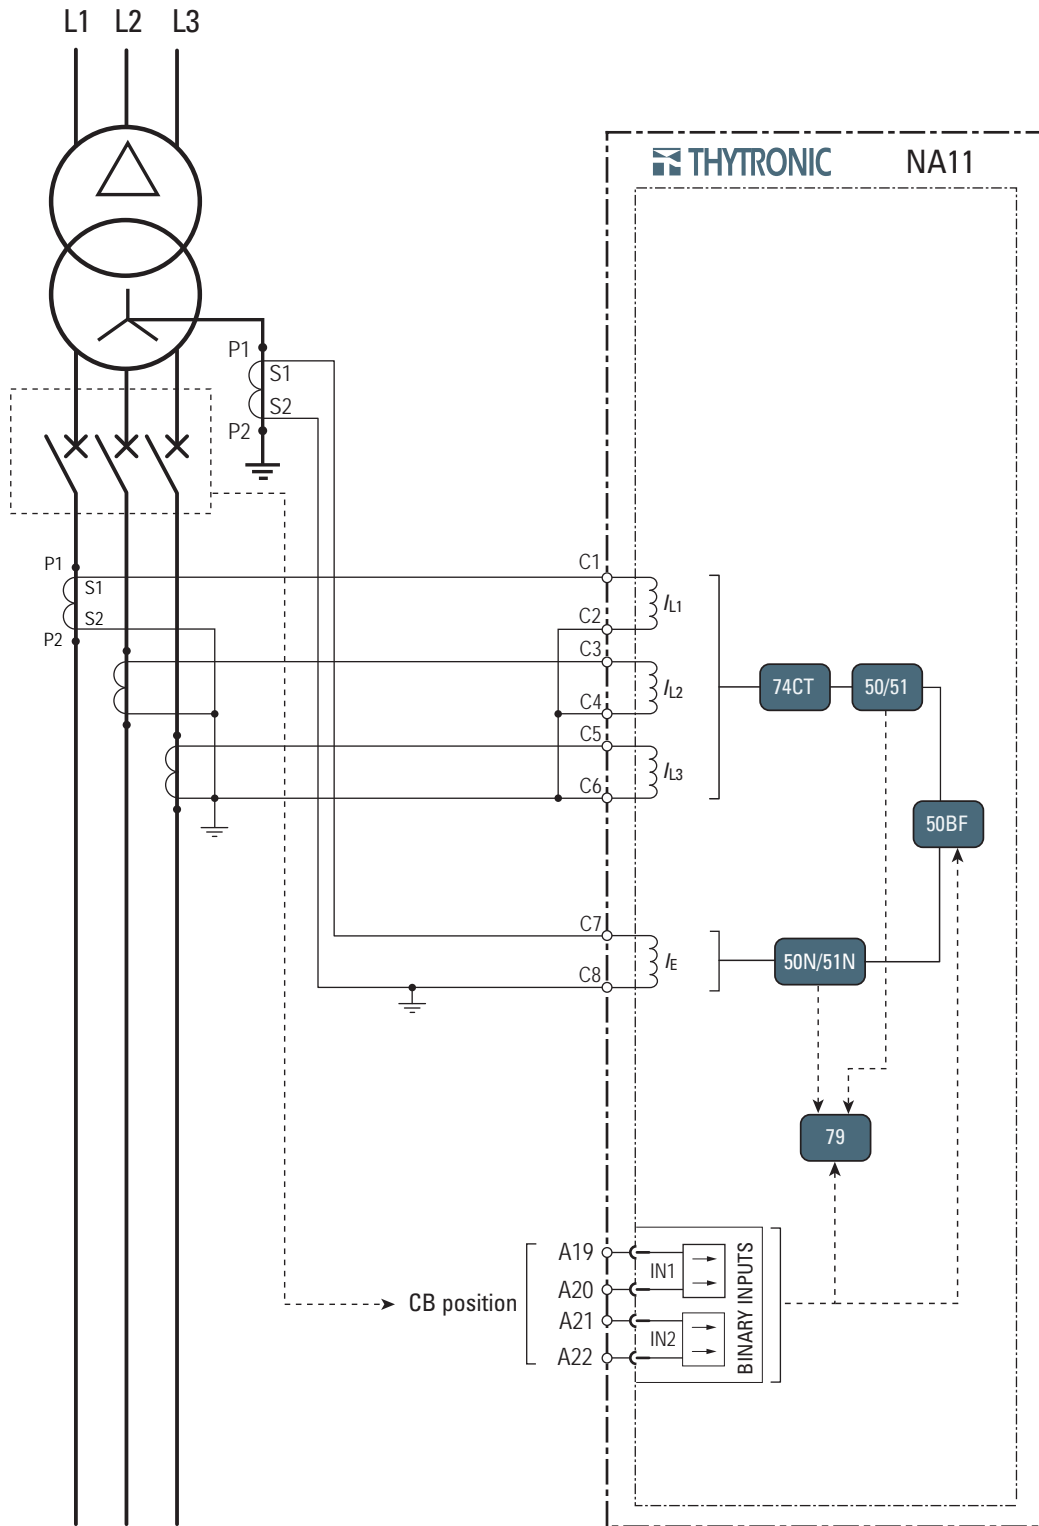 L1 L2 L3
THYTRONIC NA11
P1
S1
S2
P2
P1
S1
S2
P2
C1
C2
C3
C4
C5
C6
IL1
IL2
IL3
74CT
50/51
50BF
C7
C8
IE
50N/51N
79
CB position
A19
A20
A21
A22
IN1
IN2
BINARY INPUTS